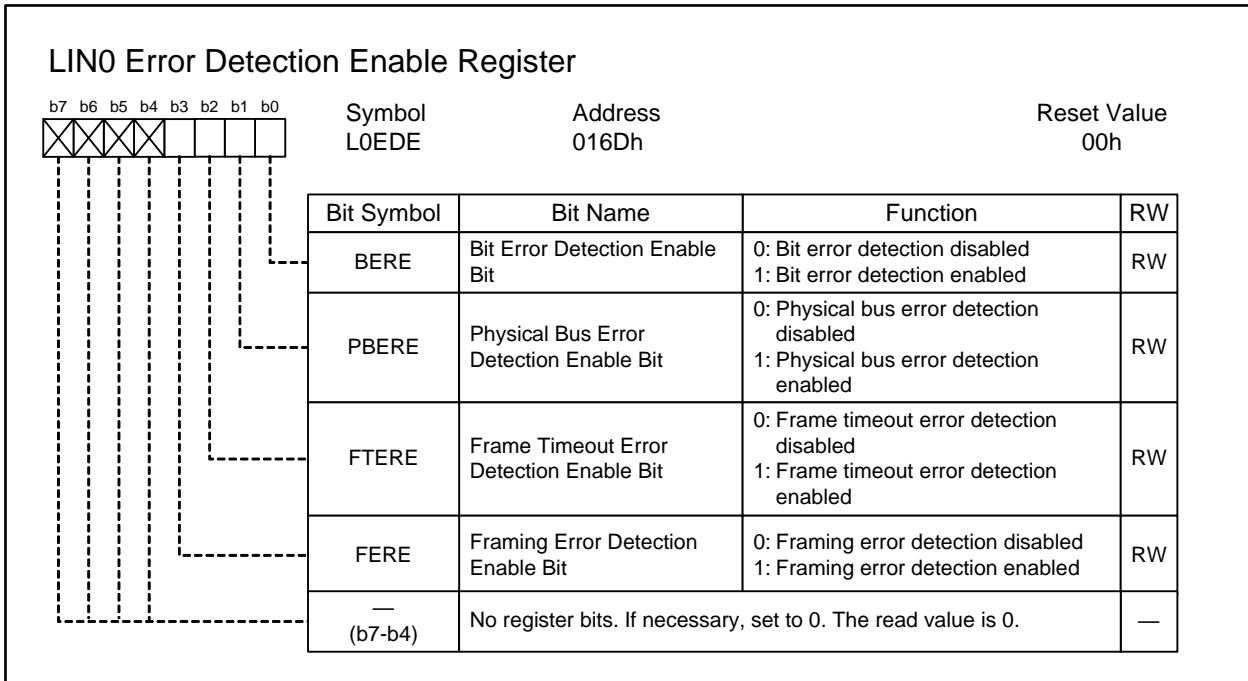 LIN0 Error Detection Enable Register
b7 b6 b5 b4 b3 b2 b1 b0
Symbol Address Reset Value
L0EDE 016Dh 00h
Bit Symbol Bit Name Function RW
BERE Bit Error Detection Enable Bit 0: Bit error detection disabled
1: Bit error detection enabled RW
PBERE Physical Bus Error Detection Enable Bit 0: Physical bus error detection
disabled
1: Physical bus error detection
enabled RW
FTERE Frame Timeout Error Detection Enable Bit 0: Frame timeout error detection
disabled
1: Frame timeout error detection
enabled RW
FERE Framing Error Detection Enable Bit 0: Framing error detection disabled
1: Framing error detection enabled RW
—
(b7-b4) No register bits. If necessary, set to 0. The read value is 0. —